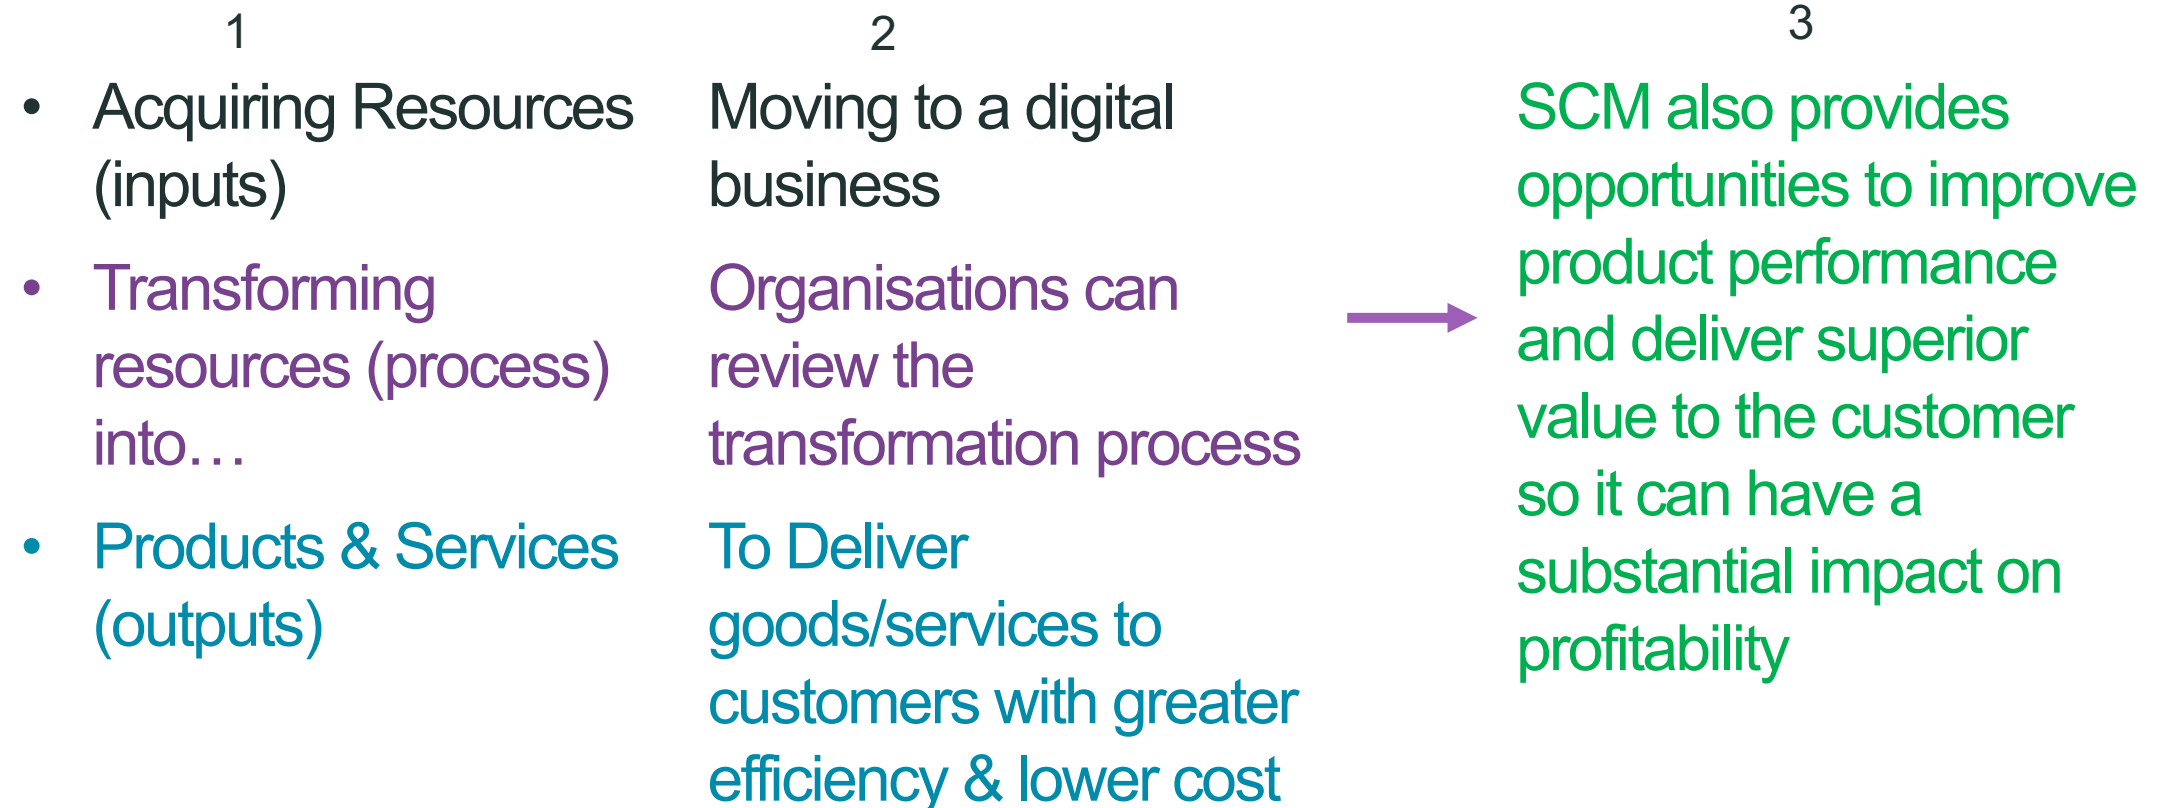 1
• Acquiring Resources
(inputs)
• Transforming
resources (process)
into…
• Products & Services
(outputs)
2
Moving to a digital
business
Organisations can
review the
transformation process
To Deliver
goods/services to
customers with greater
efficiency & lower cost
3
SCM also provides
opportunities to improve
product performance
and deliver superior
value to the customer
so it can have a
substantial impact on
profitability